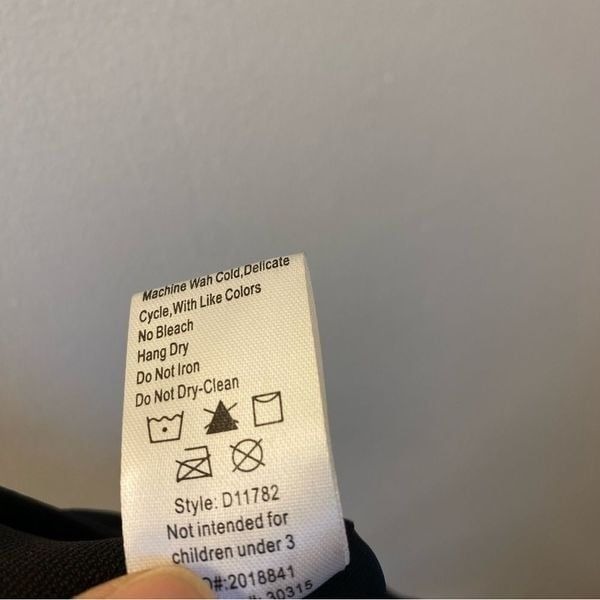 Machine Wah Cold,Delicate
Cycle,With Like Colors
No Bleach
Hang Dry
Do Not Iron
Do Not Dry-Clean
Style: D11782
Not intended for
children under 3
#:2018841
30315